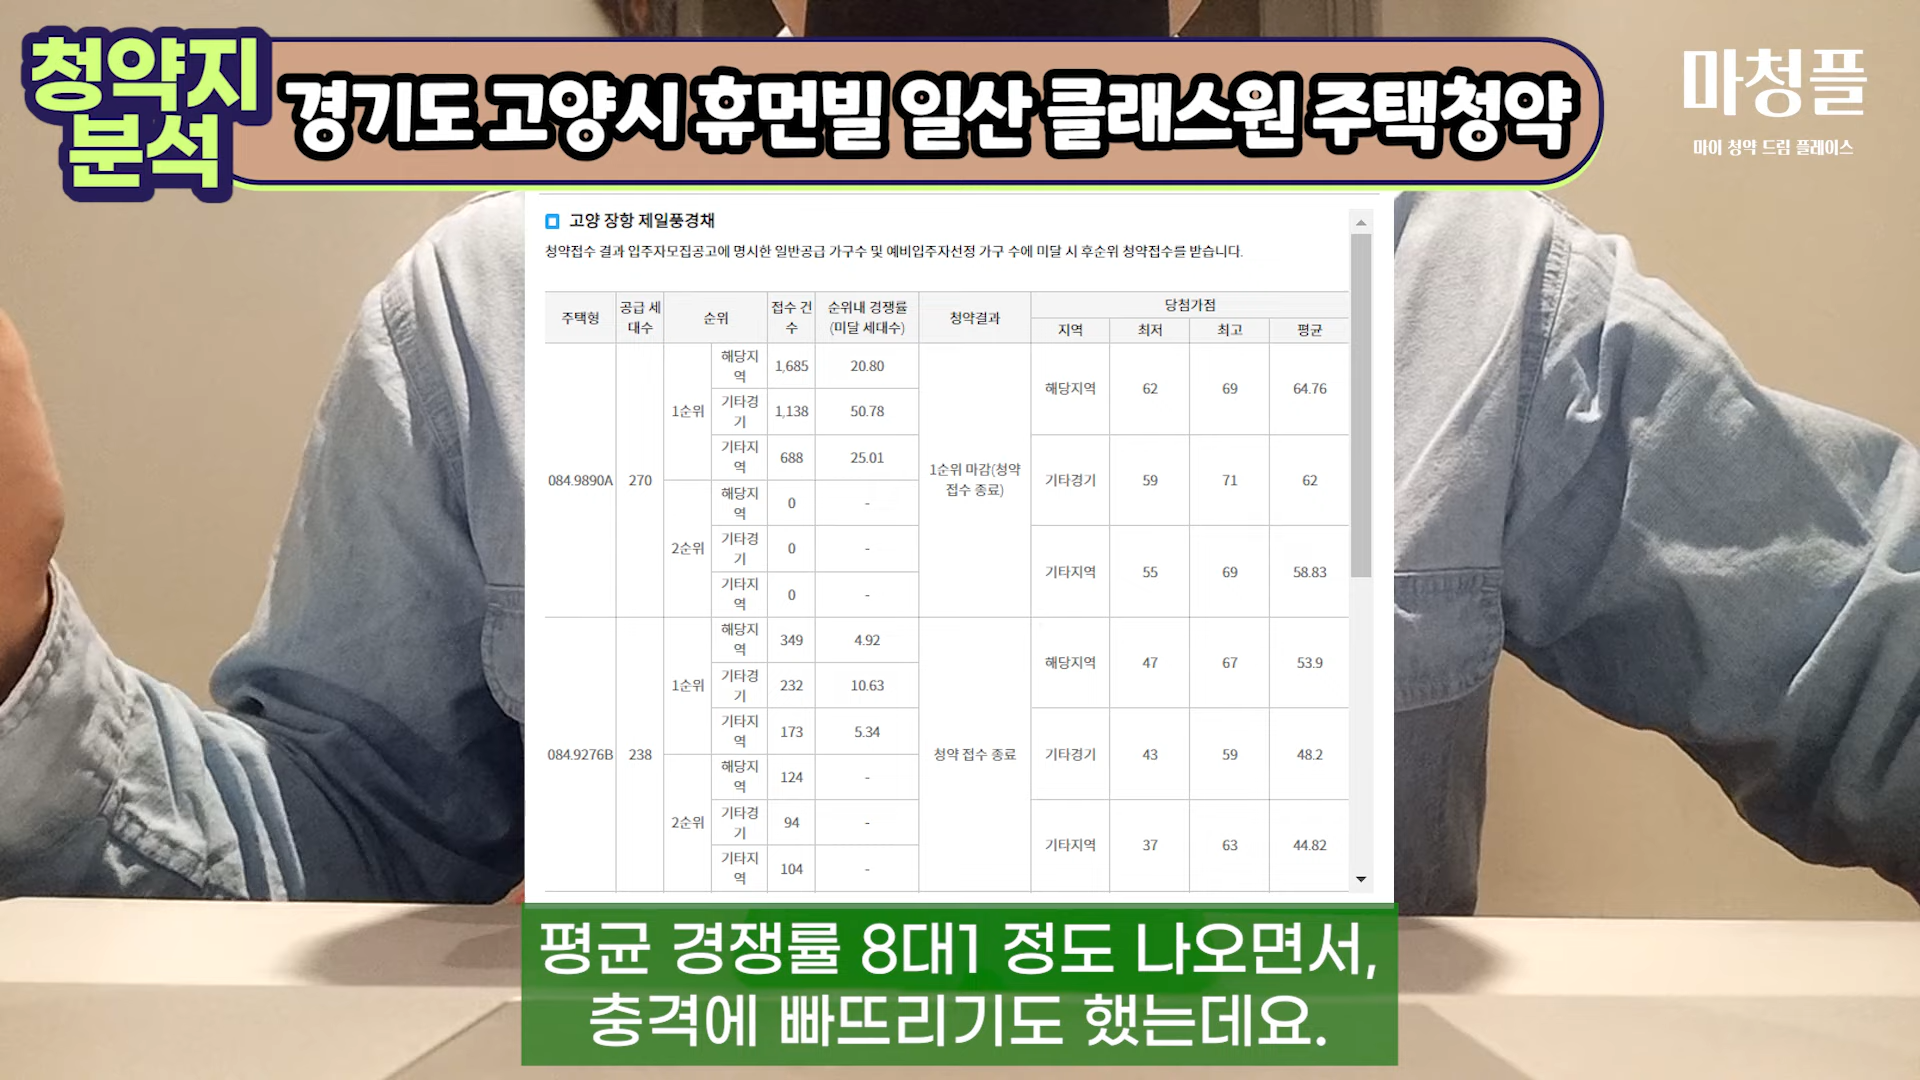 청약지
분석
경기도 고양시 휴먼빌 일산 클래스원 주택청약
마청플
마이 청약 드림 플레이스
고양 장항 제일풍경채
청약접수 결과 입주자모집공고에 명시한 일반공급 가구수 및 예비입주자선정 가구 수에 미달 시 후순위 청약접수를 받습니다.
주택형 공급 세대수 순위 접수 건수 순위내 경쟁률 (미달 세대수) 청약결과 당첨가점
지역 최저 최고 평균
084.9890A 270 1순위 해당지역 1,685 20.80 1순위 마감(청약 접수 종료) 해당지역 62 69 64.76
기타경기 1,138 50.78
기타지역 688 25.01 기타경기 59 71 62
2순위 해당지역 0 -
기타경기 0 - 기타지역 55 69 58.83
기타지역 0 -
084.9276B 238 1순위 해당지역 349 4.92 청약 접수 종료 해당지역 47 67 53.9
기타경기 232 10.63
기타지역 173 5.34 기타경기 43 59 48.2
2순위 해당지역 124 -
기타경기 94 - 기타지역 37 63 44.82
기타지역 104 -
평균 경쟁률 8대1 정도 나오면서,
충격에 빠뜨리기도 했는데요.